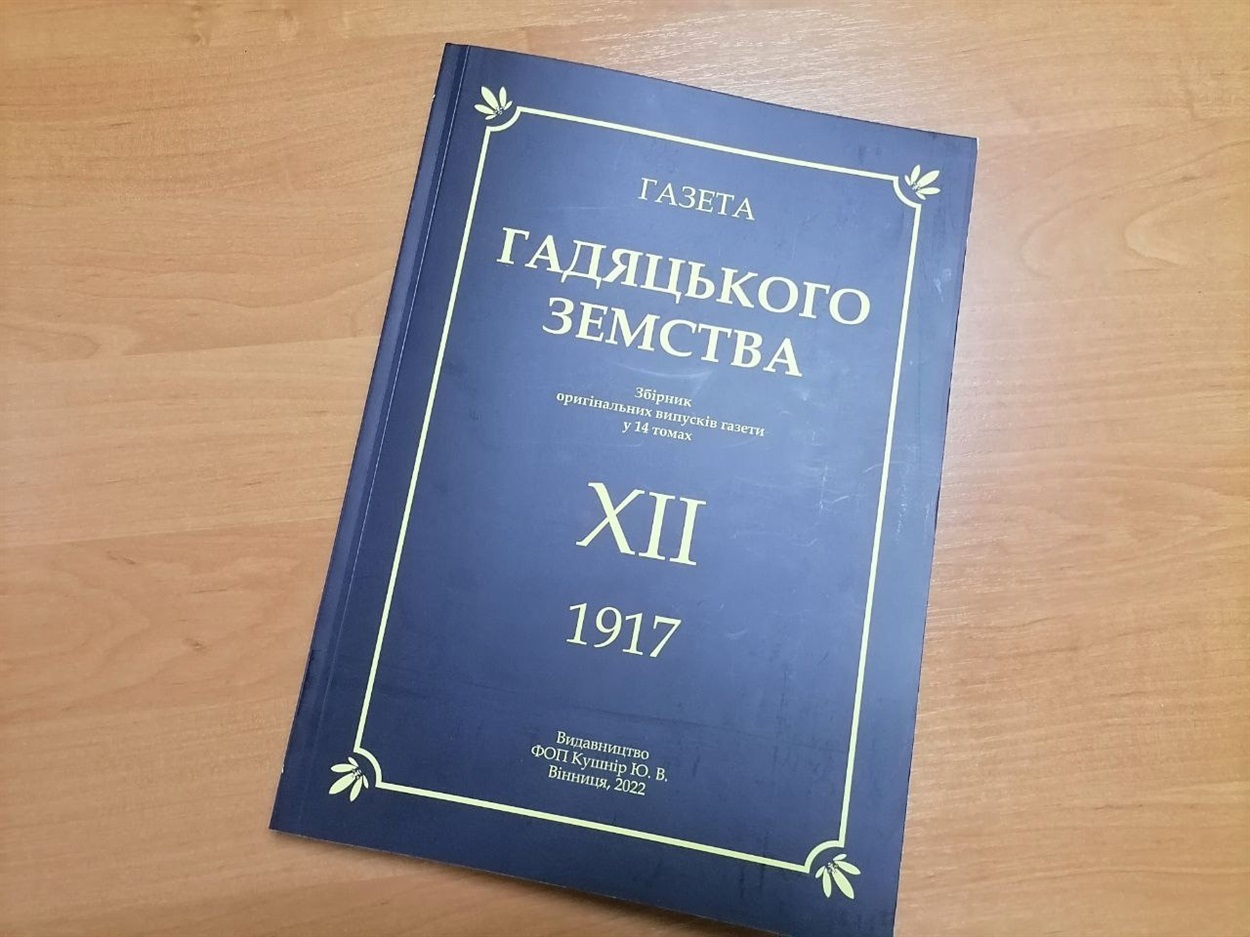 ГАЗЕТА
ГАДЯЦЬКОГО
ЗЕМСТВА
Збірник
оригінальних випусків газети
у 14 томах
XII
1917
Видавництво
ФОП Кушнір Ю. В.
Вінниця, 2022